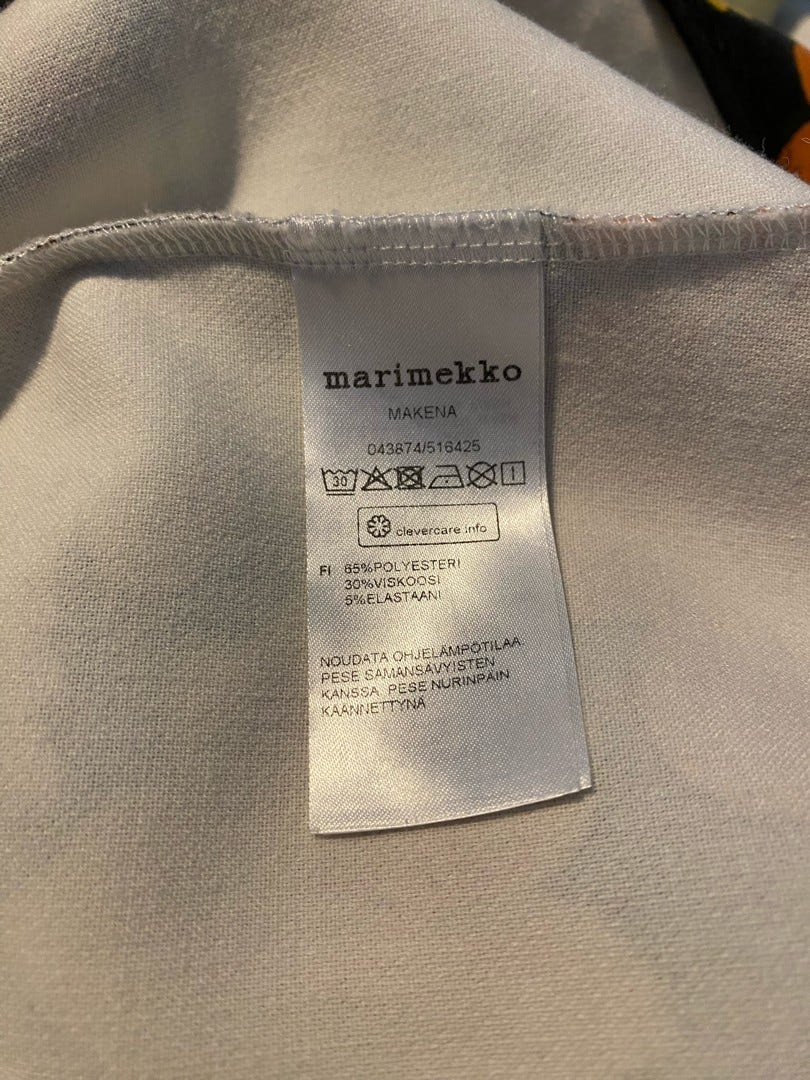 marimekko
MAKENA
043874/516425
30
clevercare.info
FI 65%POLYESTERI
30%VISKOOSI
5%ELASTAANI
NOUDATA OHJELÄMPÖTILAA
PESE SAMANSÄVYISTEN
KANSSA PESE NURINPÄIN
KÄÄNNETTYNÄ